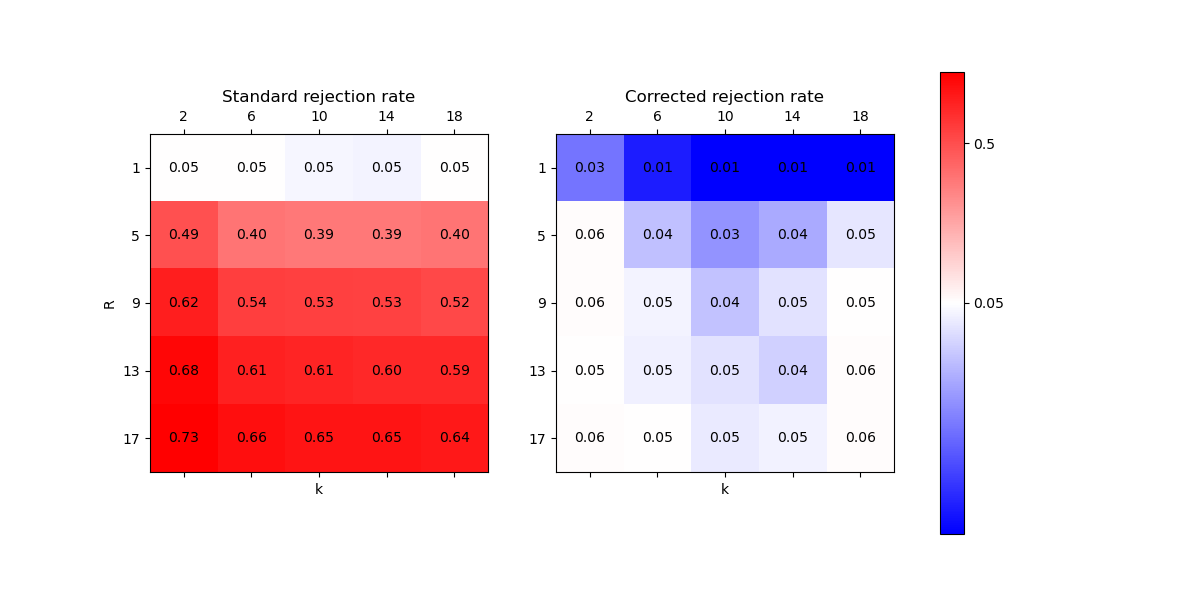 Standard rejection rate
2 6 10 14 18
1 0.05 0.05 0.05 0.05 0.05
5 0.49 0.40 0.39 0.39 0.40
9 0.62 0.54 0.53 0.53 0.52
R
13 0.68 0.61 0.61 0.60 0.59
17 0.73 0.66 0.65 0.65 0.64
k
Corrected rejection rate
2 6 10 14 18
1 0.03 0.01 0.01 0.01 0.01
5 0.06 0.04 0.03 0.04 0.05
9 0.06 0.05 0.04 0.05 0.05
13 0.05 0.05 0.05 0.04 0.06
17 0.06 0.05 0.05 0.05 0.06
k
0.5
0.05